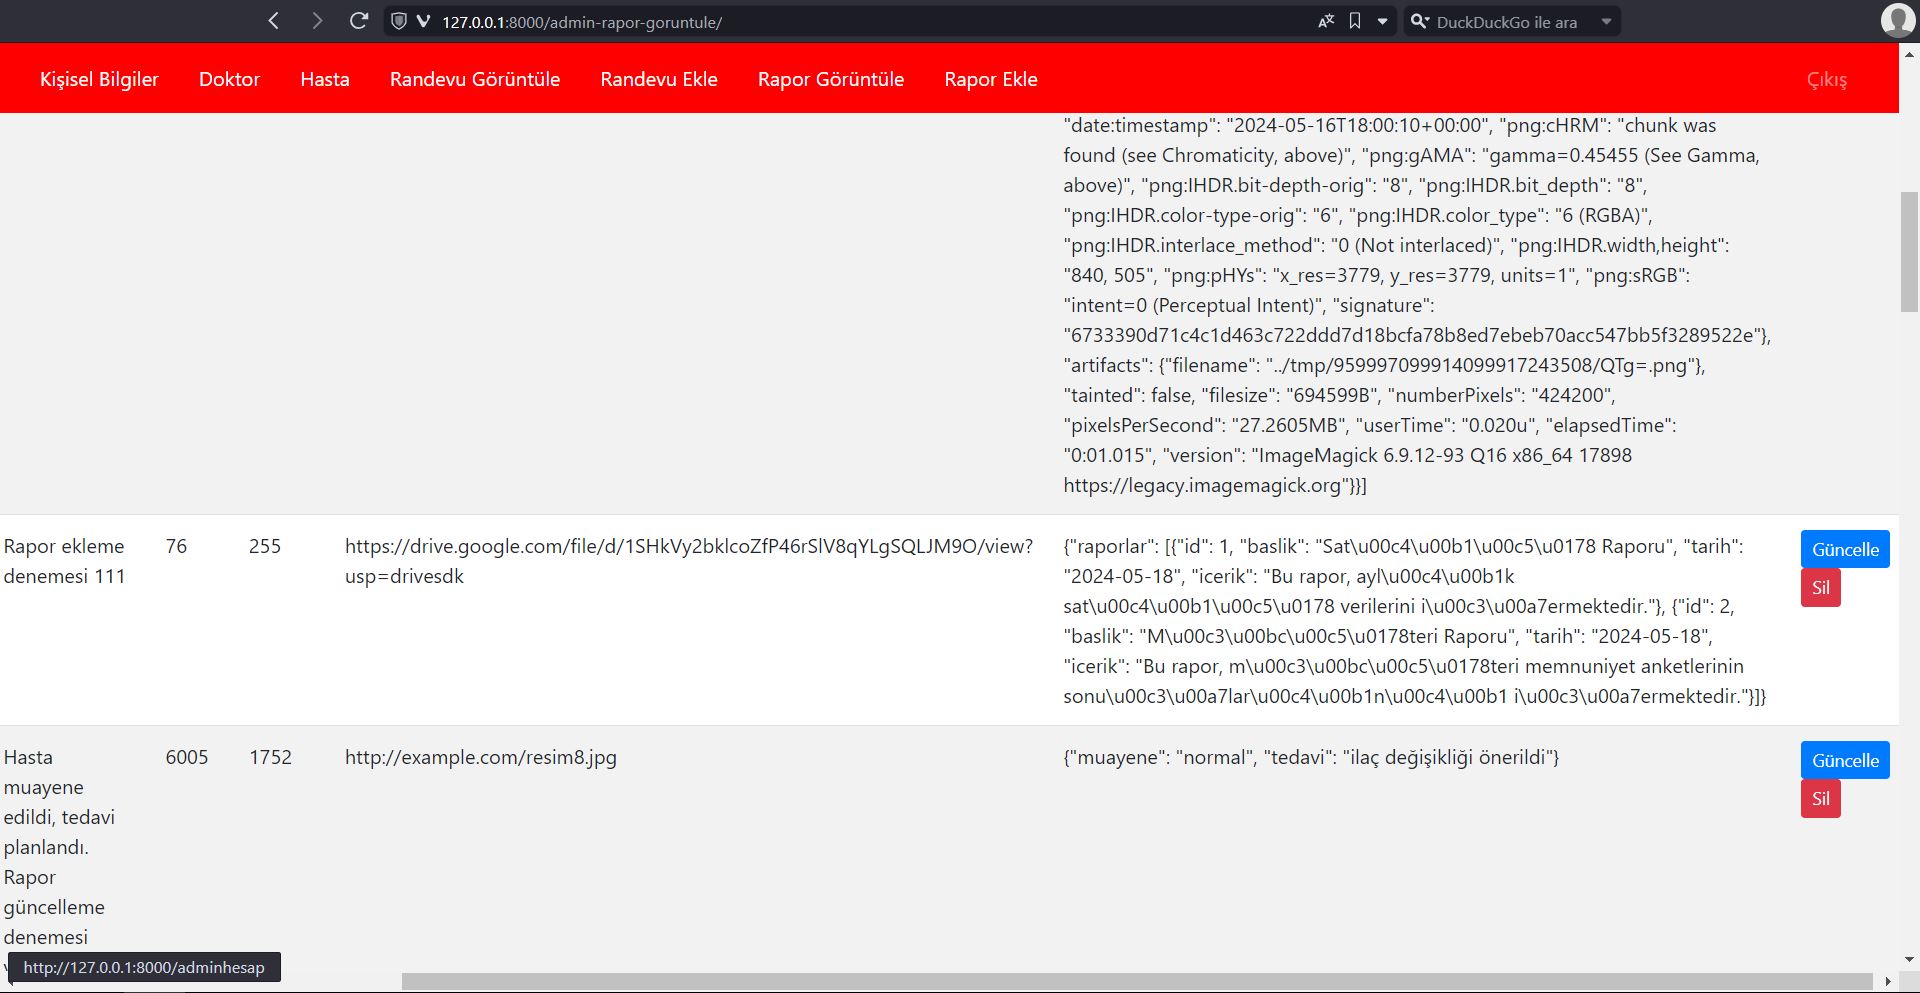 127.0.0.1:8000/admin-rapor-goruntule/
DuckDuckGo ile ara
Kişisel Bilgiler
Doktor
Hasta
Randevu Görüntüle
Randevu Ekle
Rapor Görüntüle
Rapor Ekle
Çıkış
"date:timestamp": "2024-05-16T18:00:10+00:00", "png:cHRM": "chunk was
found (see Chromaticity, above)", "png:gAMA": "gamma=0.45455 (See Gamma,
above)", "png:IHDR.bit-depth-orig": "8", "png:IHDR.bit_depth": "8",
"png:IHDR.color-type-orig": "6", "png:IHDR.color_type": "6 (RGBA)",
"png:IHDR.interlace_method": "0 (Not interlaced)", "png:IHDR.width,height":
"840, 505", "png:pHYs": "x_res=3779, y_res=3779, units=1", "png:sRGB":
"intent=0 (Perceptual Intent)", "signature":
"6733390d71c4c1d463c722ddd7d18bcfa78b8ed7ebeb70acc547bb5f3289522e"},
"artifacts": {"filename": "../tmp/959997099914099917243508/QTg=.png"},
"tainted": false, "filesize": "694599B", "numberPixels": "424200",
"pixelsPerSecond": "27.2605MB", "userTime": "0.020u", "elapsedTime":
"0:01.015", "version": "ImageMagick 6.9.12-93 Q16 x86_64 17898
https://legacy.imagemagick.org"}}]
Rapor ekleme
denemesi 111
76
255
https://drive.google.com/file/d/1SHkVy2bklcoZfP46rSlV8qYLgSQLJM9O/view?
usp=drivesdk
{"raporlar": [{"id": 1, "baslik": "Sat\u00c4\u00b1\u00c5\u0178 Raporu", "tarih":
"2024-05-18", "icerik": "Bu rapor, ayl\u00c4\u00b1k
sat\u00c4\u00b1\u00c5\u0178 verilerini i\u00c3\u00a7ermektedir."}, {"id": 2,
"baslik": "M\u00c3\u00bc\u00c5\u0178teri Raporu", "tarih": "2024-05-18",
"icerik": "Bu rapor, m\u00c3\u00bc\u00c5\u0178teri memnuniyet anketlerinin
sonu\u00c3\u00a7lar\u00c4\u00b1n\u00c4\u00b1 i\u00c3\u00a7ermektedir."}]}
Güncelle
Sil
Hasta
muayene
edildi, tedavi
planlandı.
Rapor
güncelleme
denemesi
6005
1752
http://example.com/resim8.jpg
{"muayene": "normal", "tedavi": "ilaç değişikliği önerildi"}
Güncelle
Sil
http://127.0.0.1:8000/adminhesap